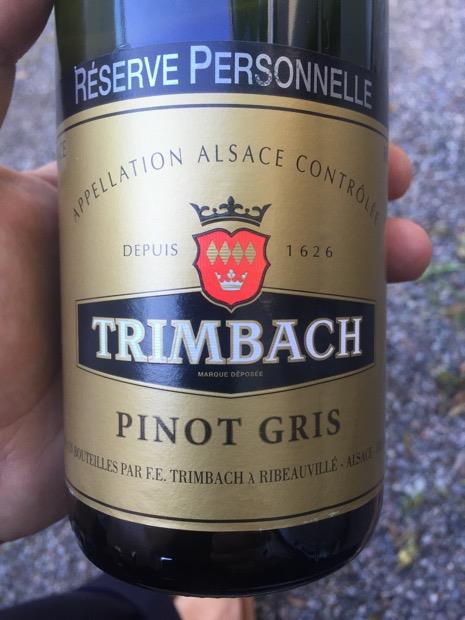 RÉSERVE PERSONNELLE
APPELLATION ALSACE CONTRÔLÉE
DEPUIS 1626
TRIMBACH
MARQUE DÉPOSÉE
PINOT GRIS
BOUTEILLES PAR F.E. TRIMBACH A RIBEAUVILLÉ - ALSACE -